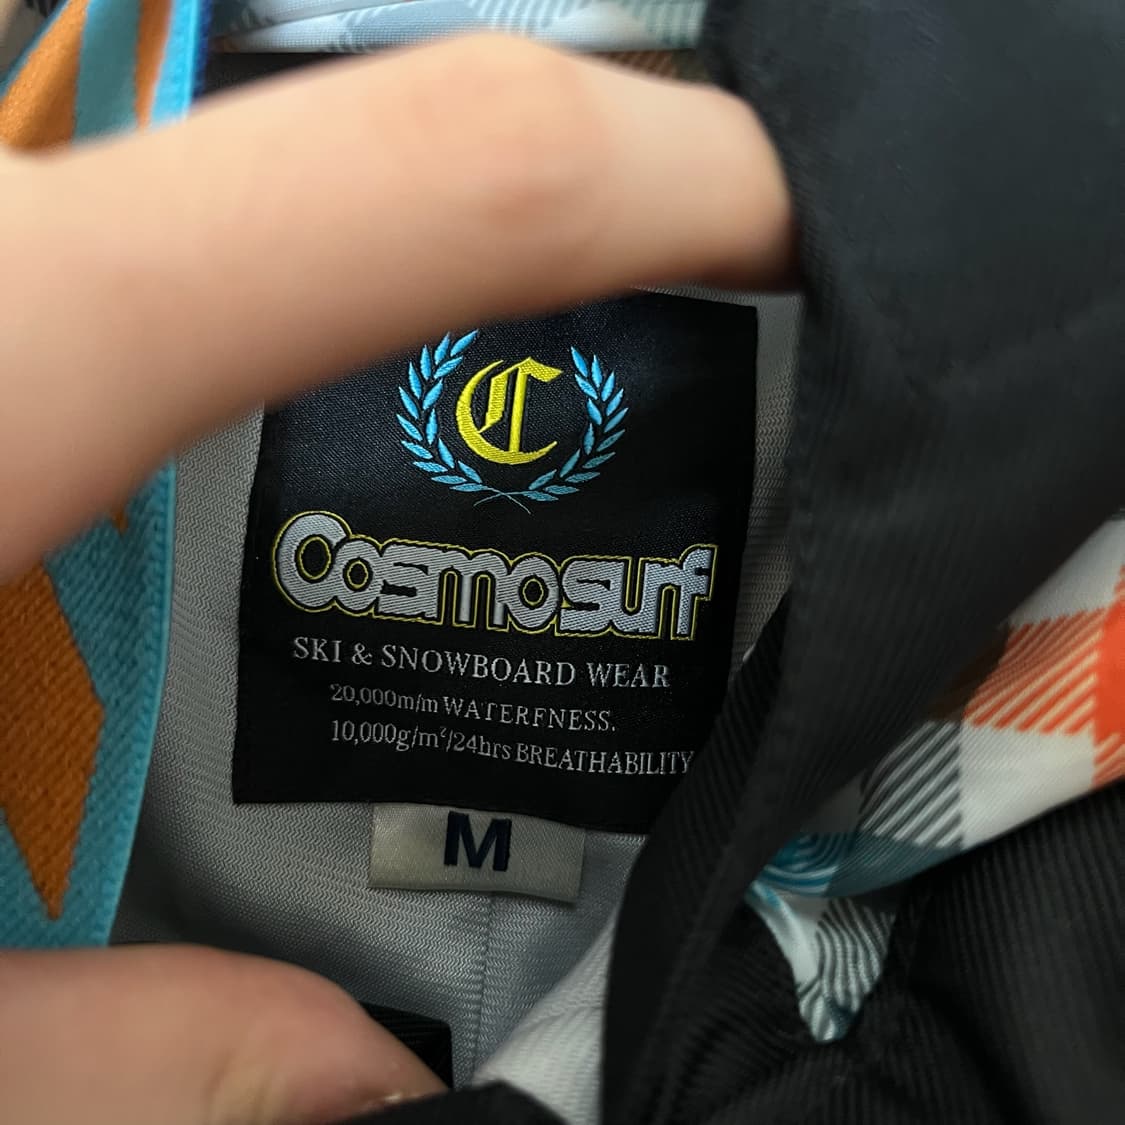 C
Cosmosurf
SKI & SNOWBOARD WEAR
20,000m/m WATERFNESS.
10,000g/m²/24hrs BREATHABILITY
M